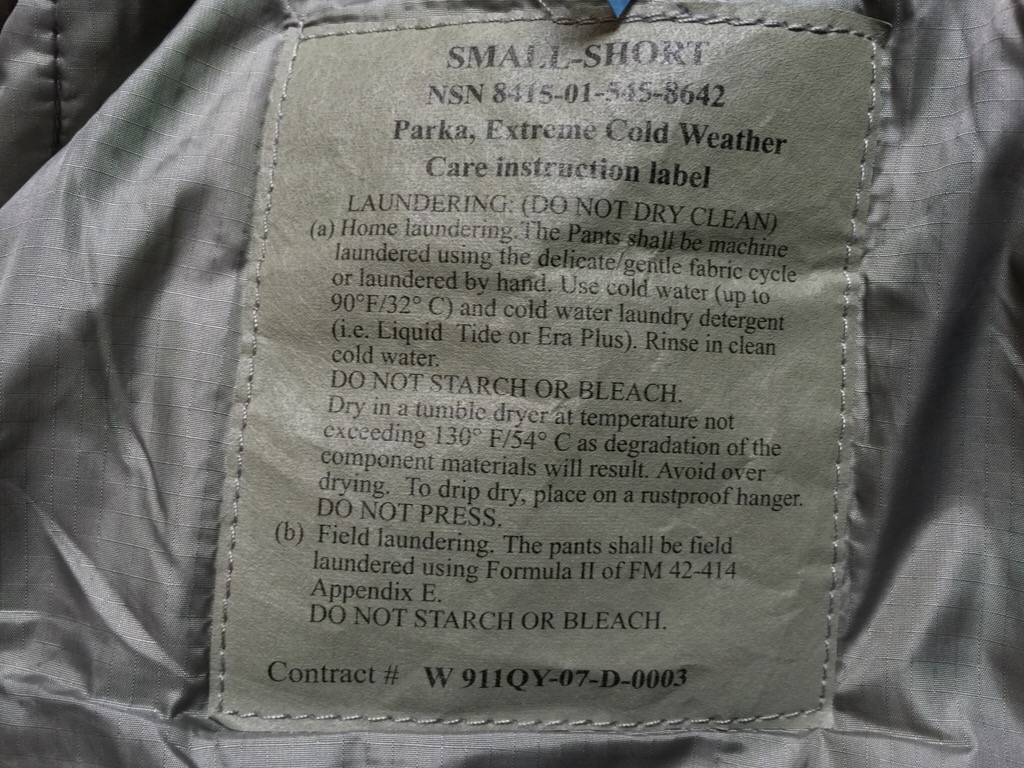 SMALL-SHORT
NSN 8415-01-545-8642
Parka, Extreme Cold Weather
Care instruction label
LAUNDERING: (DO NOT DRY CLEAN)
(a) Home laundering. The Pants shall be machine
laundered using the delicate/gentle fabric cycle
or laundered by hand. Use cold water (up to
90°F/32° C) and cold water laundry detergent
(i.e. Liquid Tide or Era Plus). Rinse in clean
cold water.
DO NOT STARCH OR BLEACH.
Dry in a tumble dryer at temperature not
exceeding 130° F/54° C as degradation of the
component materials will result. Avoid over
drying. To drip dry, place on a rustproof hanger.
DO NOT PRESS.
(b) Field laundering. The pants shall be field
laundered using Formula II of FM 42-414
Appendix E.
DO NOT STARCH OR BLEACH.
Contract # W 911QY-07-D-0003